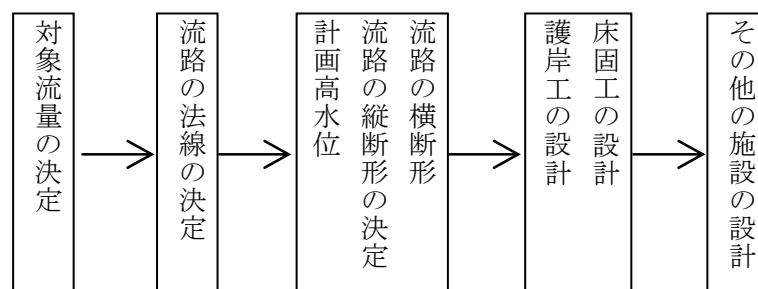 対象流量の決定
流路の法線の決定
流路の横断形
流路の縦断形の決定
計画高水位
床固工の設計
護岸工の設計
その他の施設の設計